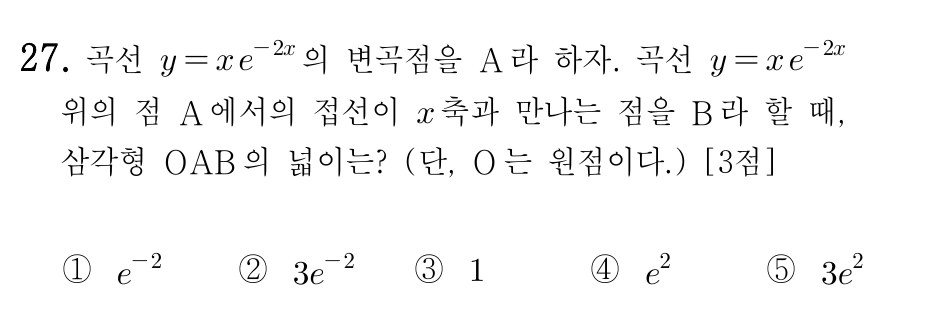 27. 곡선 $y=xe^{-2x}$의 변곡점을 A라 하자. 곡선 $y=xe^{-2x}$
위의 점 A에서의 접선이 $x$축과 만나는 점을 B라 할 때,
삼각형 OAB의 넓이는? (단, O는 원점이다.) [3점]
① $e^{-2}$ ② $3e^{-2}$ ③ 1 ④ $e^{2}$ ⑤ $3e^{2}$